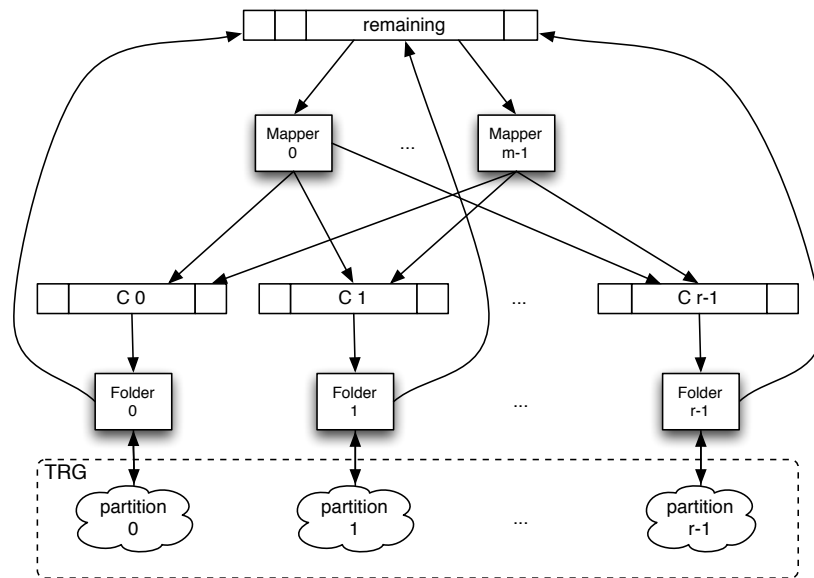 remaining
Mapper
0
...
Mapper
m-1
C 0
C 1
...
C r-1
Folder
0
Folder
1
...
Folder
r-1
TRG
partition
0
partition
1
...
partition
r-1